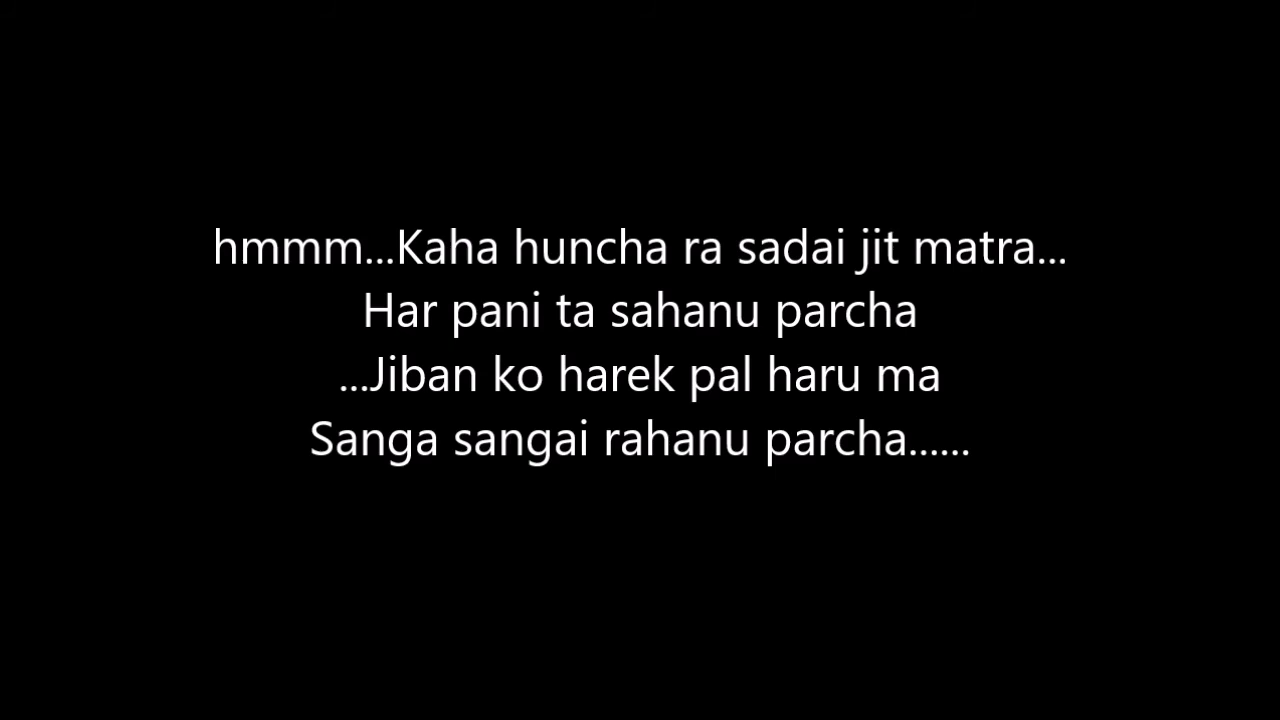 hmmm...Kaha huncha ra sadai jit matra...
Har pani ta sahanu parcha
...Jiban ko harek pal haru ma
Sanga sangai rahanu parcha......